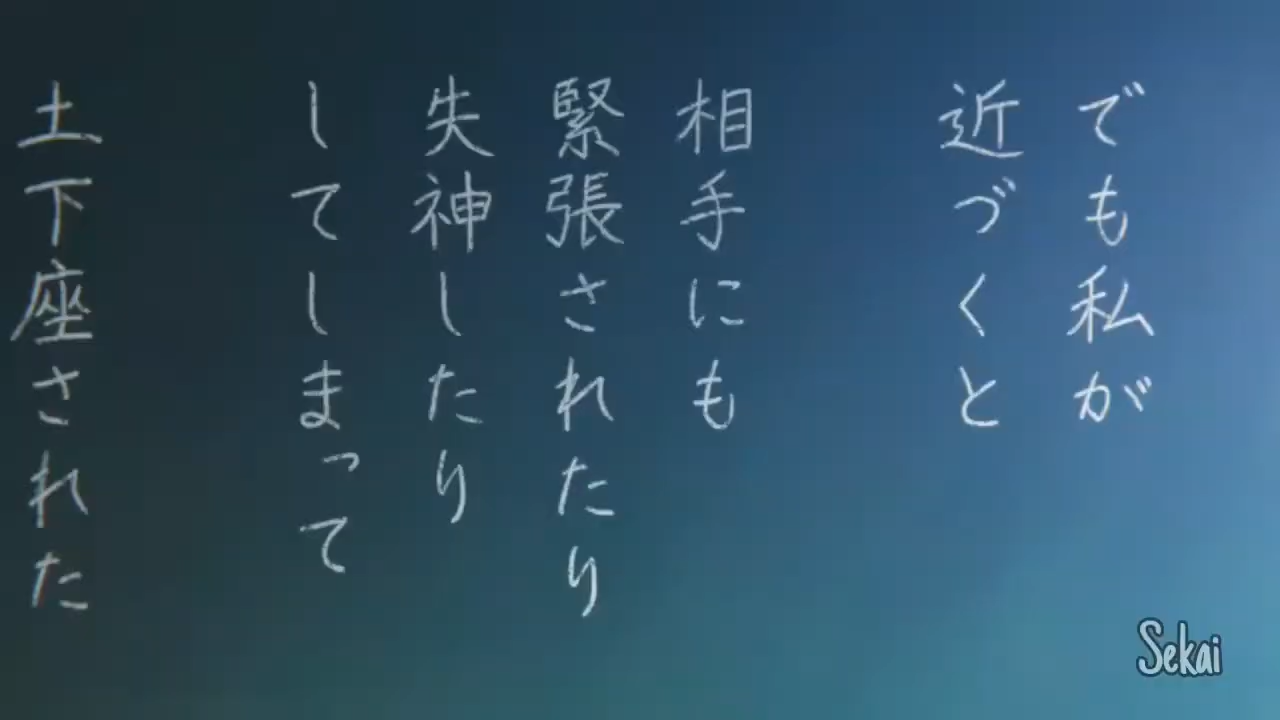 でも私が
近づくと
相手にも
緊張されたり
失神したり
してしまって
土下座された
Sekai